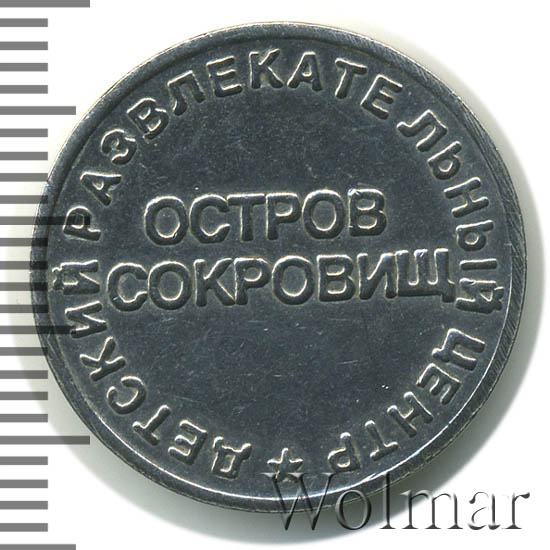 ДЕТСКИЙ РАЗВЛЕКАТЕЛЬНЫЙ ЦЕНТР
ОСТРОВ
СОКРОВИЩ
Wolmar